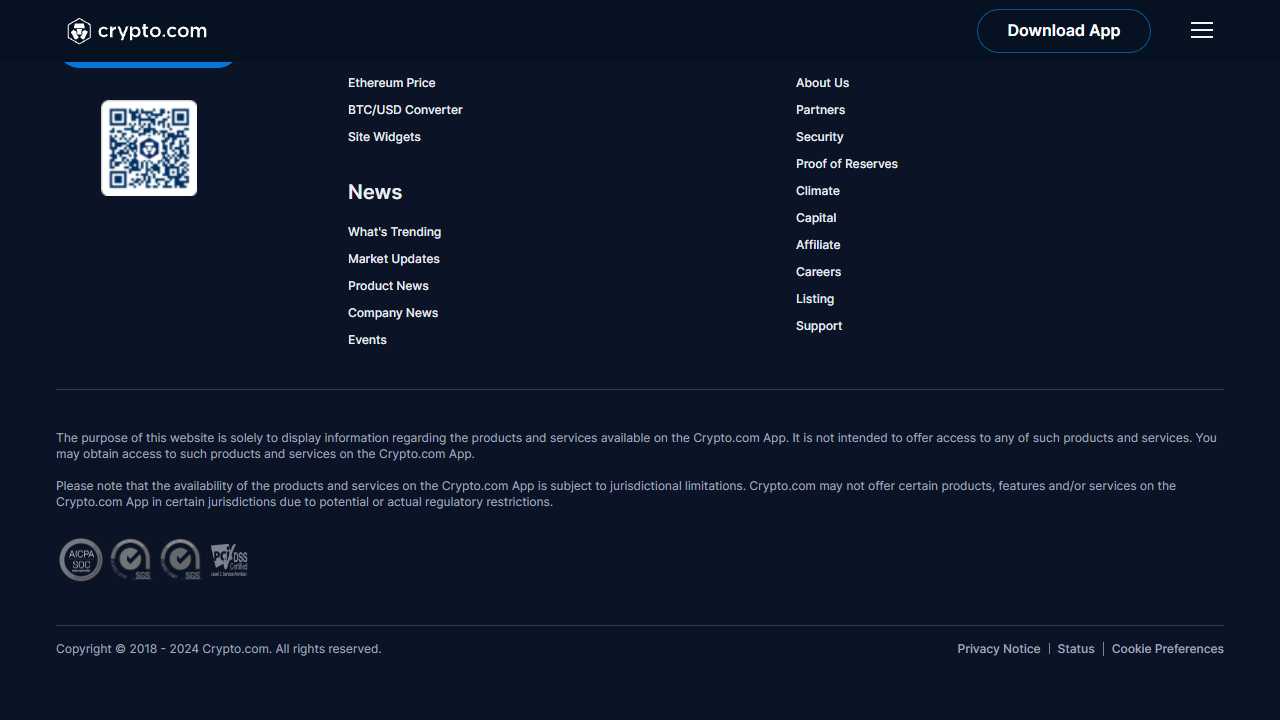 crypto.com
Download App
Ethereum Price
BTC/USD Converter
Site Widgets
News
What's Trending
Market Updates
Product News
Company News
Events
About Us
Partners
Security
Proof of Reserves
Climate
Capital
Affiliate
Careers
Listing
Support
The purpose of this website is solely to display information regarding the products and services available on the Crypto.com App. It is not intended to offer access to any of such products and services. You
may obtain access to such products and services on the Crypto.com App.
Please note that the availability of the products and services on the Crypto.com App is subject to jurisdictional limitations. Crypto.com may not offer certain products, features and/or services on the
Crypto.com App in certain jurisdictions due to potential or actual regulatory restrictions.
AICPA
SOC
SGS
SGS
PCI DSS
Certified
Copyright © 2018 - 2024 Crypto.com. All rights reserved.
Privacy Notice
Status
Cookie Preferences